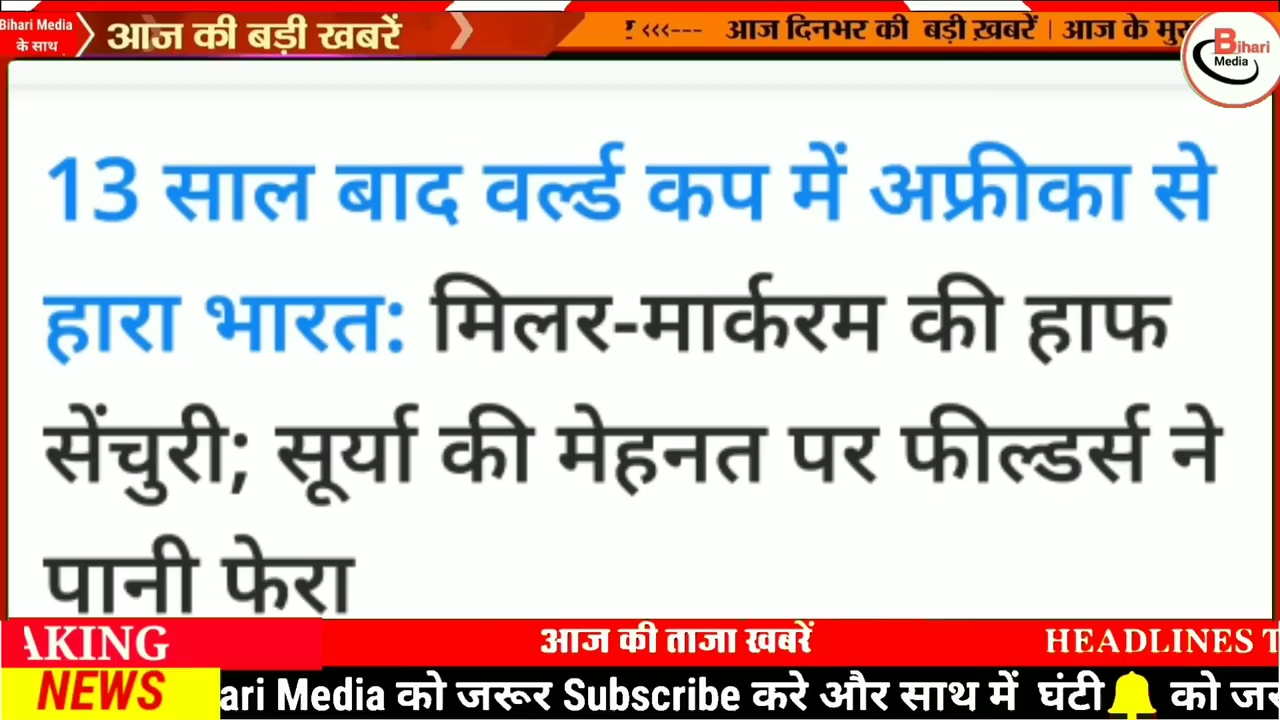 Bihari Media
के साथ
आज की बड़ी खबरें
! <<<--- आज दिनभर की बड़ी ख़बरें | आज के मु
Bihari
Media
13 साल बाद वर्ल्ड कप में अफ्रीका से
हारा भारत: मिलर-मार्करम की हाफ
सेंचुरी; सूर्या की मेहनत पर फील्डर्स ने
पानी फेरा
AKING
NEWS
आज की ताजा खबरें
HEADLINES T
ari Media को जरूर Subscribe करे और साथ में घंटी🔔 को